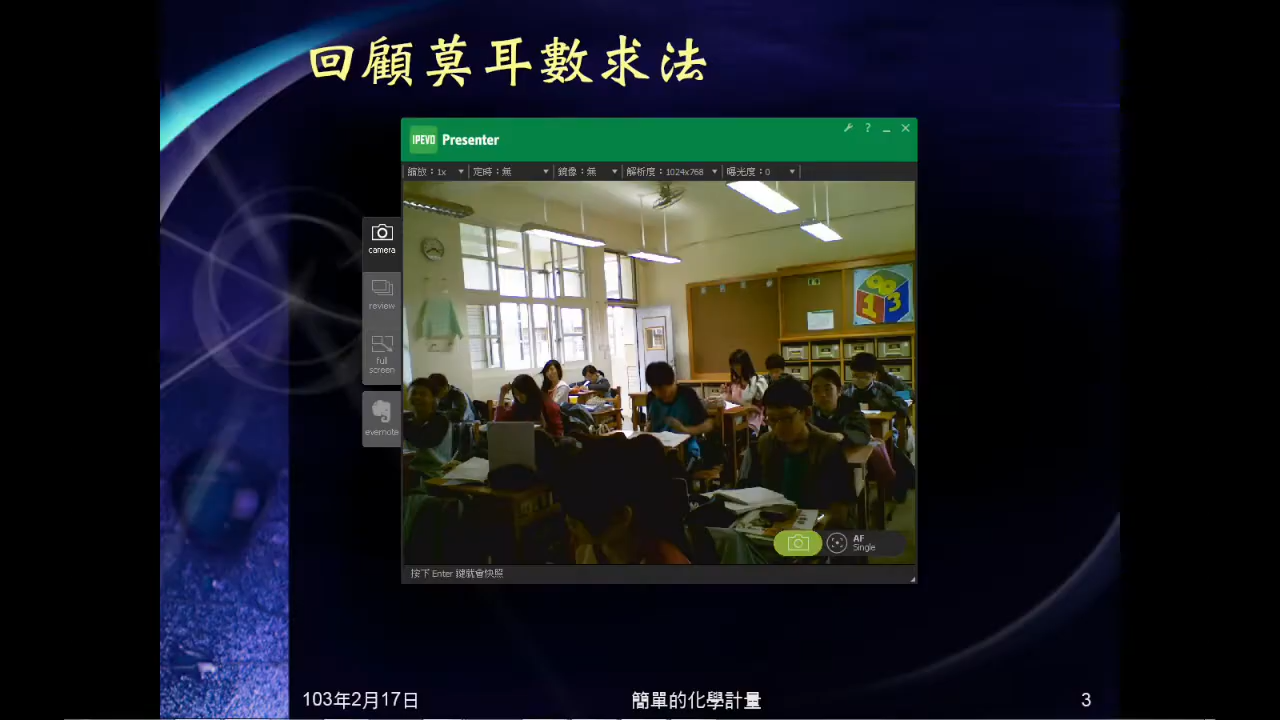 回顧莫耳數求法
IPEVO Presenter
縮放：1x 定時：無 鏡像：無 解析度：1024x768 曝光度：0
camera
review
full
screen
evernote
AF
Single
按下 Enter 鍵就會快照
103年2月17日 簡單的化學計量 3